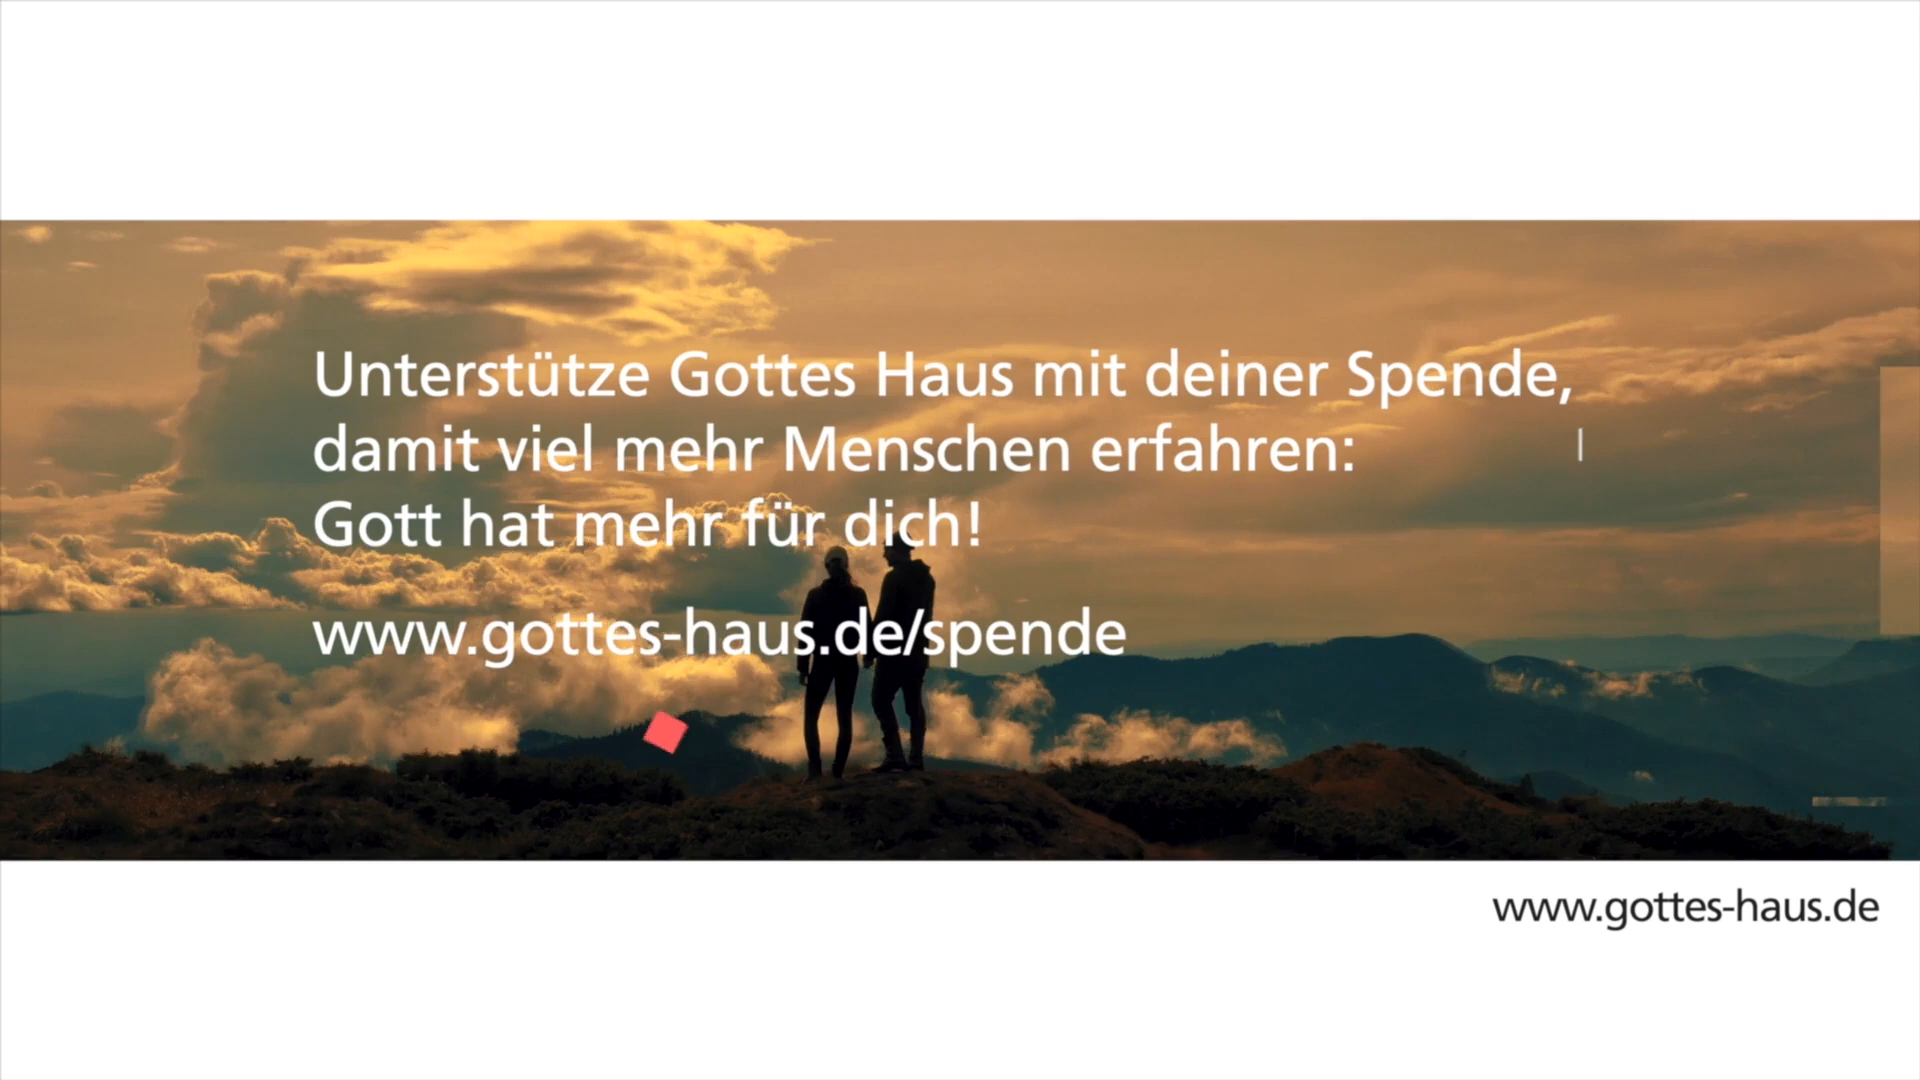 Unterstütze Gottes Haus mit deiner Spende,
damit viel mehr Menschen erfahren:
Gott hat mehr für dich!
www.gottes-haus.de/spende
www.gottes-haus.de